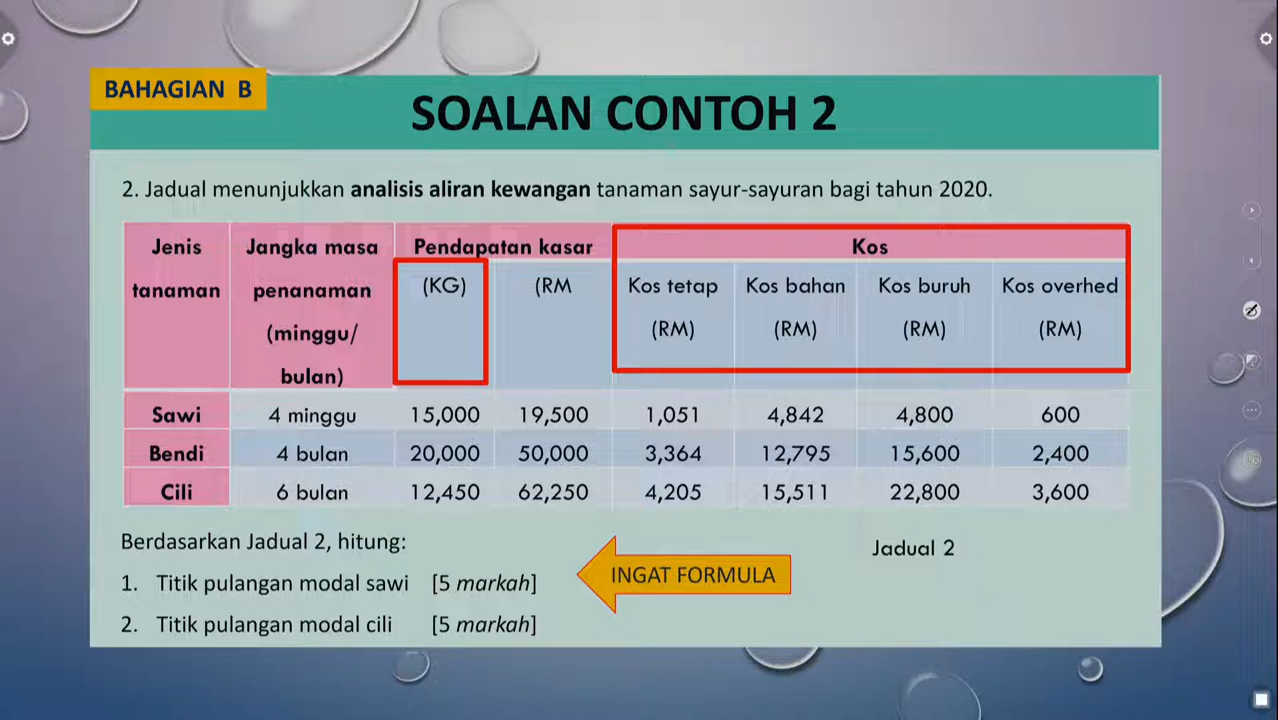 BAHAGIAN B
SOALAN CONTOH 2
2. Jadual menunjukkan analisis aliran kewangan tanaman sayur-sayuran bagi tahun 2020.
Jenis tanaman Jangka masa penanaman (minggu/ bulan) Pendapatan kasar Kos
(KG) (RM Kos tetap (RM) Kos bahan (RM) Kos buruh (RM) Kos overhed (RM)
Sawi 4 minggu 15,000 19,500 1,051 4,842 4,800 600
Bendi 4 bulan 20,000 50,000 3,364 12,795 15,600 2,400
Cili 6 bulan 12,450 62,250 4,205 15,511 22,800 3,600
Berdasarkan Jadual 2, hitung:
Jadual 2
1. Titik pulangan modal sawi [5 markah]
INGAT FORMULA
2. Titik pulangan modal cili [5 markah]